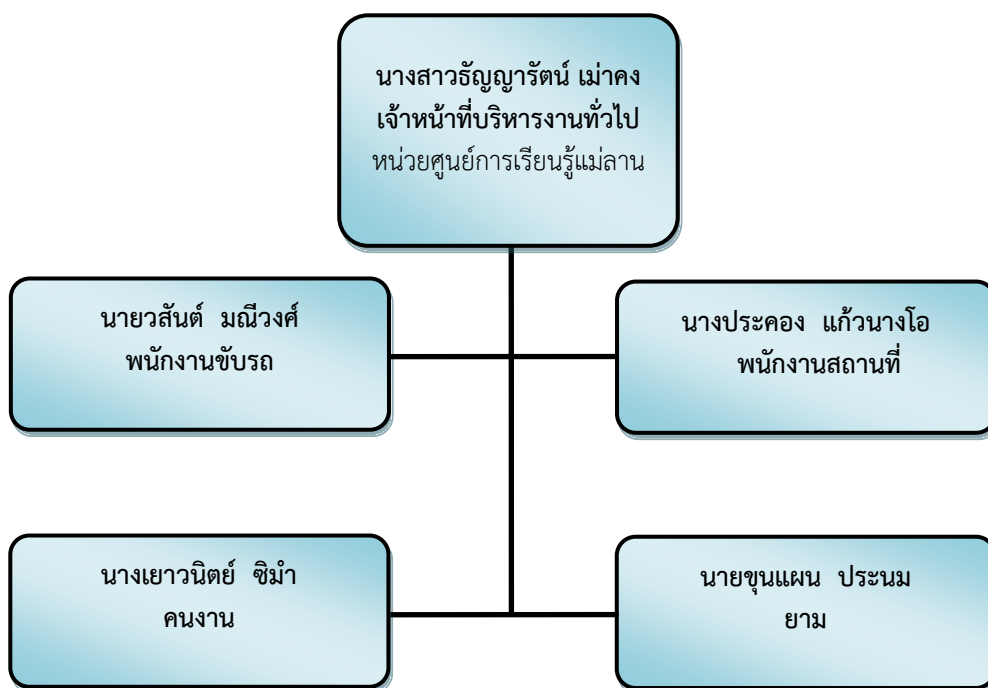 นางสาวธัญญารัตน์ เม่าคง
เจ้าหน้าที่บริหารงานทั่วไป
หน่วยศูนย์การเรียนรู้แม่ลาน
นายวสันต์ มณีวงศ์
พนักงานขับรถ
นางประคอง แก้วนางโอ
พนักงานสถานที่
นางเยาวนิตย์ ซิมำ
คนงาน
นายขุนแผน ประนม
ยาม